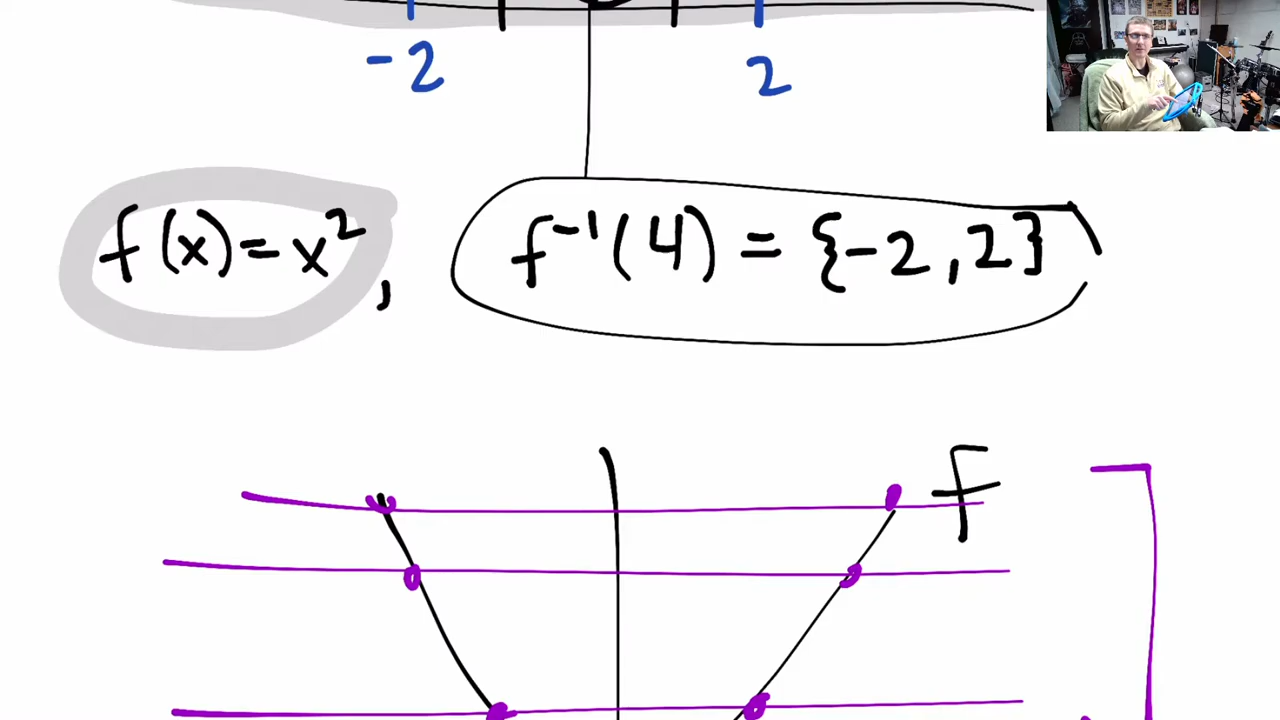 -2 2
f(x)=x², f⁻¹(4) = {-2,2}
f